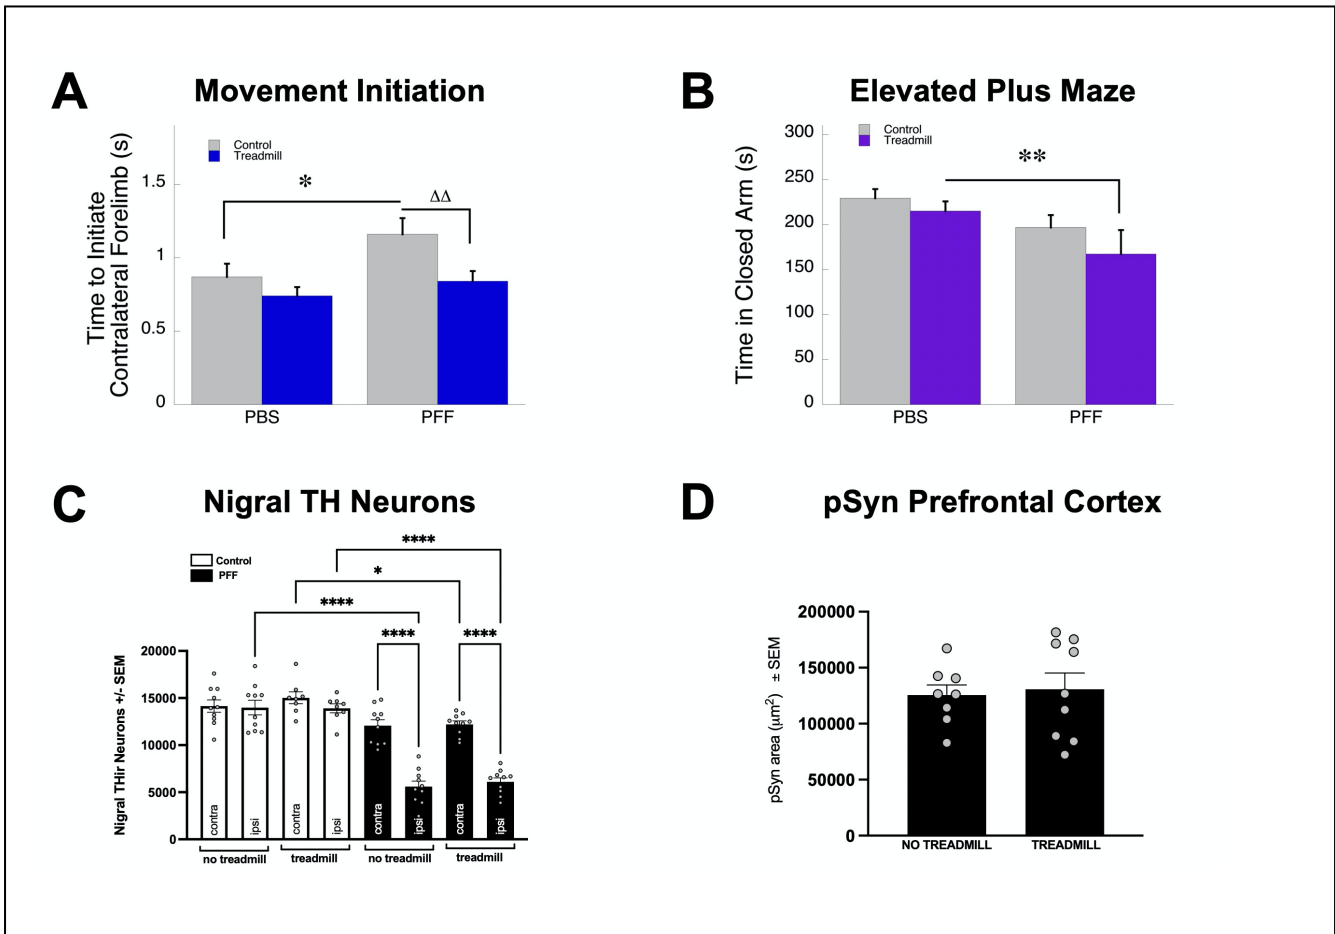 A
Movement Initiation
Control
Treadmill
Time to Initiate
Contralateral Forelimb (s)
1.5
1
0.5
0
*
ΔΔ
PBS
PFF
B
Elevated Plus Maze
Control
Treadmill
Time in Closed Arm (s)
300
250
200
150
100
50
0
**
PBS
PFF
C
Nigral TH Neurons
Control
PFF
****
*
****
****
****
Nigral THir Neurons +/- SEM
20000
15000
10000
5000
0
contra
ipsi
contra
ipsi
contra
ipsi
contra
ipsi
no treadmill
treadmill
no treadmill
treadmill
D
pSyn Prefrontal Cortex
pSyn area (μm²) ± SEM
200000
150000
100000
50000
0
NO TREADMILL
TREADMILL